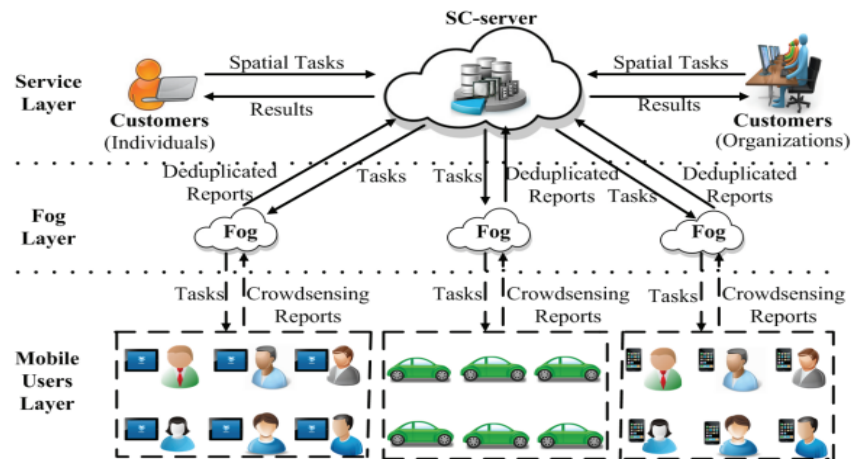 SC-server
Service
Layer
Spatial Tasks
Results
Customers
(Individuals)
Spatial Tasks
Results
Customers
(Organizations)
Deduplicated
Reports
Tasks
Tasks
Deduplicated
Reports
Tasks
Deduplicated
Reports
Fog
Layer
Fog
Fog
Fog
Tasks
Crowdsensing
Reports
Tasks
Crowdsensing
Reports
Tasks
Crowdsensing
Reports
Mobile
Users
Layer